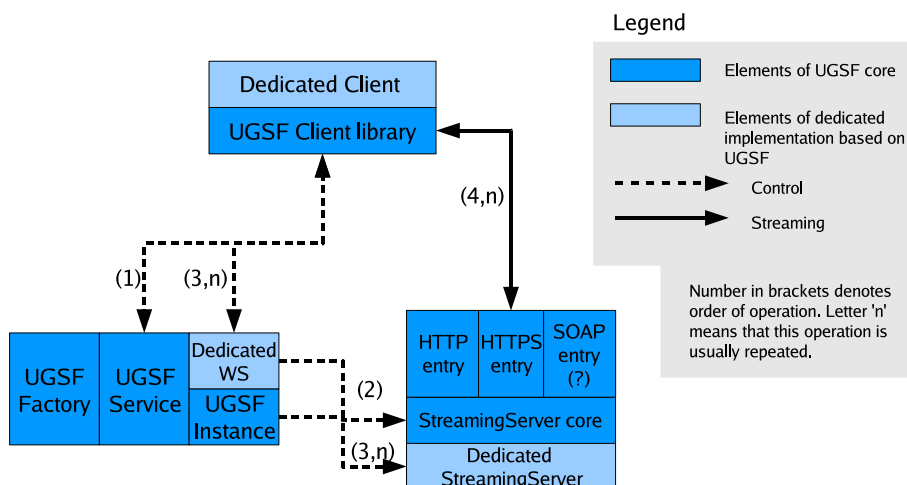 Legend
Elements of UGSF core
Elements of dedicated
implementation based on
UGSF
Control
Streaming
Number in brackets denotes
order of operation. Letter 'n'
means that this operation is
usually repeated.
Dedicated Client
UGSF Client library
(4,n)
(1)
(3,n)
UGSF
Factory
UGSF
Service
Dedicated
WS
UGSF
Instance
(2)
(3,n)
HTTP
entry
HTTPS
entry
SOAP
entry
(?)
StreamingServer core
Dedicated
StreamingServer